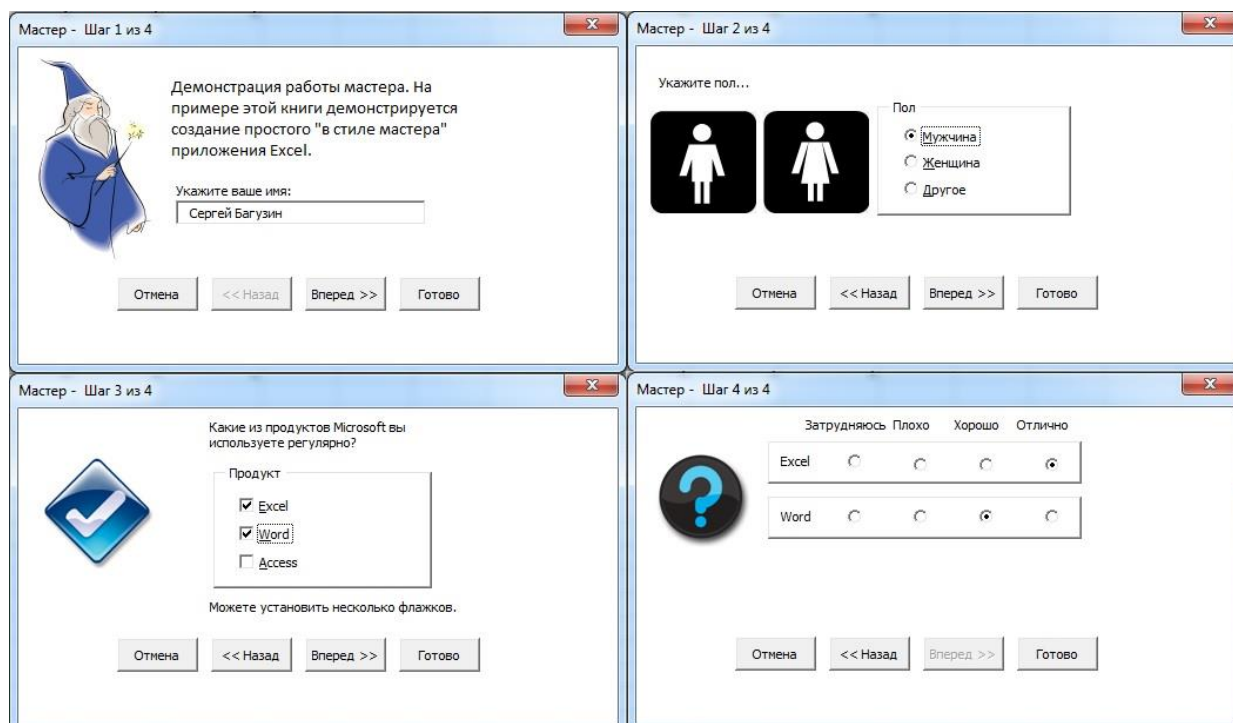 Мастер - Шаг 1 из 4
Демонстрация работы мастера. На
примере этой книги демонстрируется
создание простого "в стиле мастера"
приложения Excel.
Укажите ваше имя:
Сергей Багузин
Отмена << Назад Вперед >> Готово
Мастер - Шаг 2 из 4
Укажите пол...
Пол
Мужчина
Женщина
Другое
Отмена << Назад Вперед >> Готово
Мастер - Шаг 3 из 4
Какие из продуктов Microsoft вы
используете регулярно?
Продукт
Excel
Word
Access
Можете установить несколько флажков.
Отмена << Назад Вперед >> Готово
Мастер - Шаг 4 из 4
Затрудняюсь Плохо Хорошо Отлично
Excel
Word
Отмена << Назад Вперед >> Готово